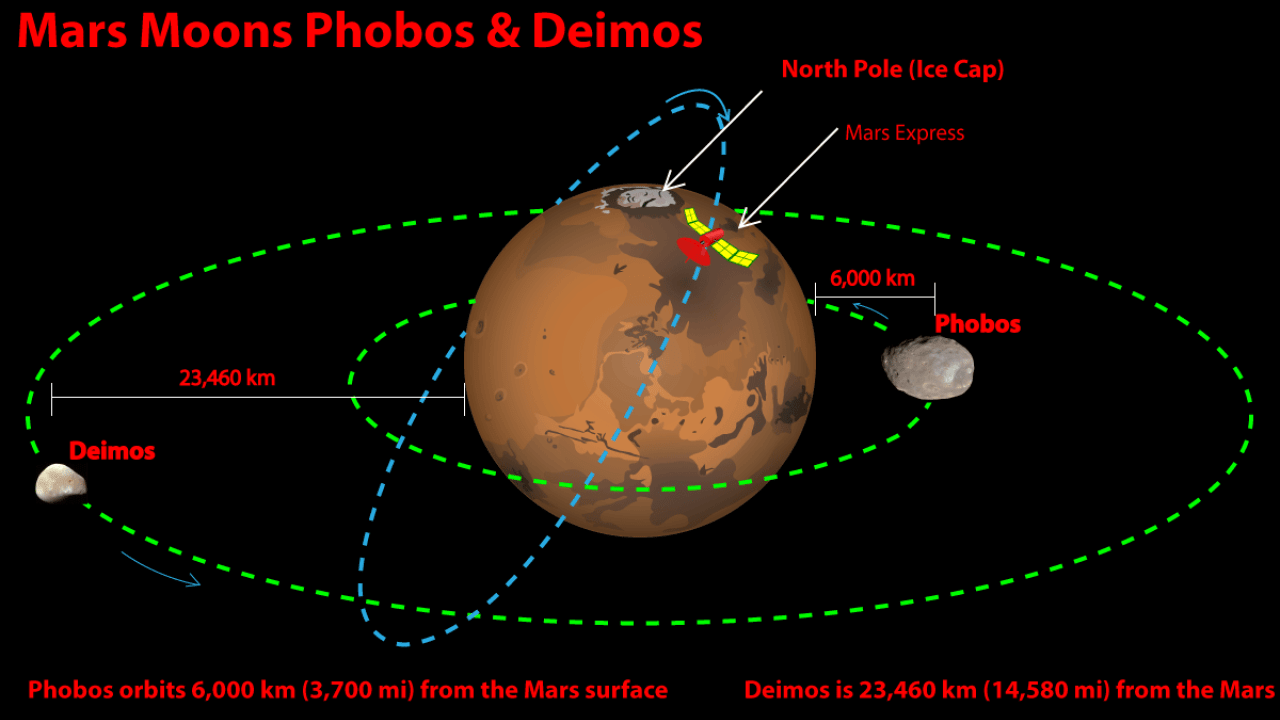 Mars Moons Phobos & Deimos
North Pole (Ice Cap)
Mars Express
6,000 km
Phobos
23,460 km
Deimos
Phobos orbits 6,000 km (3,700 mi) from the Mars surface
Deimos is 23,460 km (14,580 mi) from the Mars